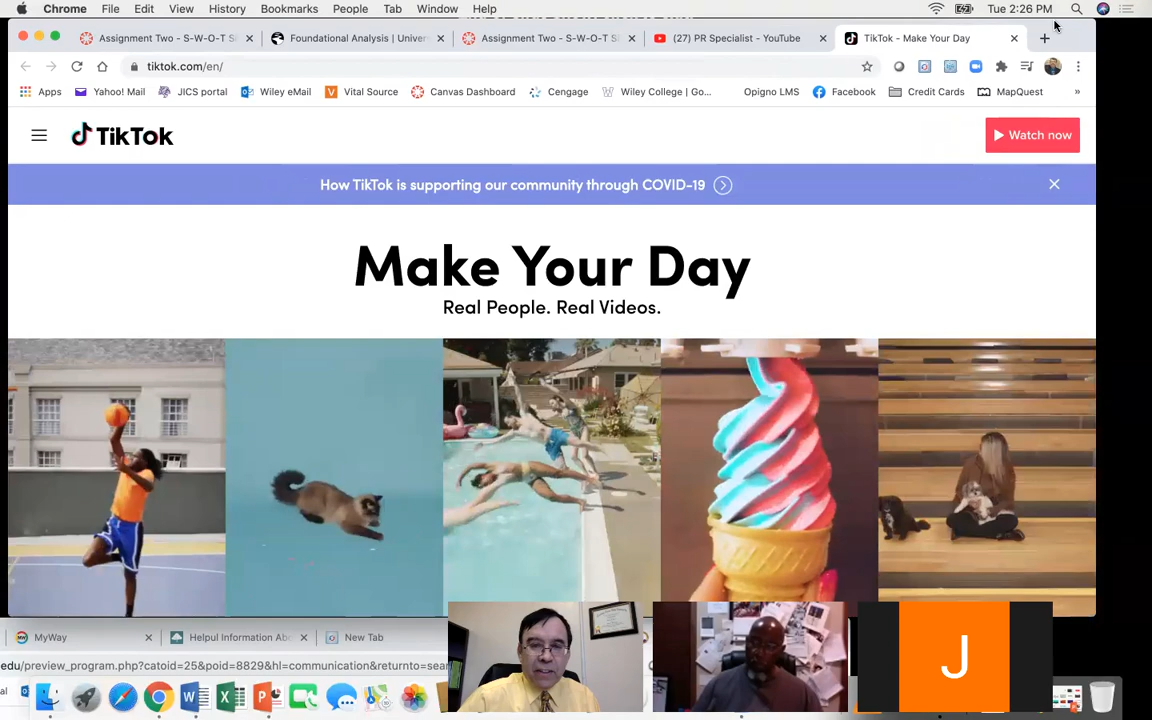 Chrome File Edit View History Bookmarks People Tab Window Help Tue 2:26 PM
Assignment Two - S-W-O-T S Foundational Analysis | Univer Assignment Two - S-W-O-T S (27) PR Specialist - YouTube TikTok - Make Your Day
tiktok.com/en/
Apps Yahoo! Mail JICS portal Wiley eMail Vital Source Canvas Dashboard Cengage Wiley College | Go... Opigno LMS Facebook Credit Cards MapQuest »
TikTok Watch now
How TikTok is supporting our community through COVID-19
Make Your Day
Real People. Real Videos.
MyWay Helpul Information Abo New Tab
edu/preview_program.php?catoid=25&poid=8829&hl=communication&returnto=sear
J